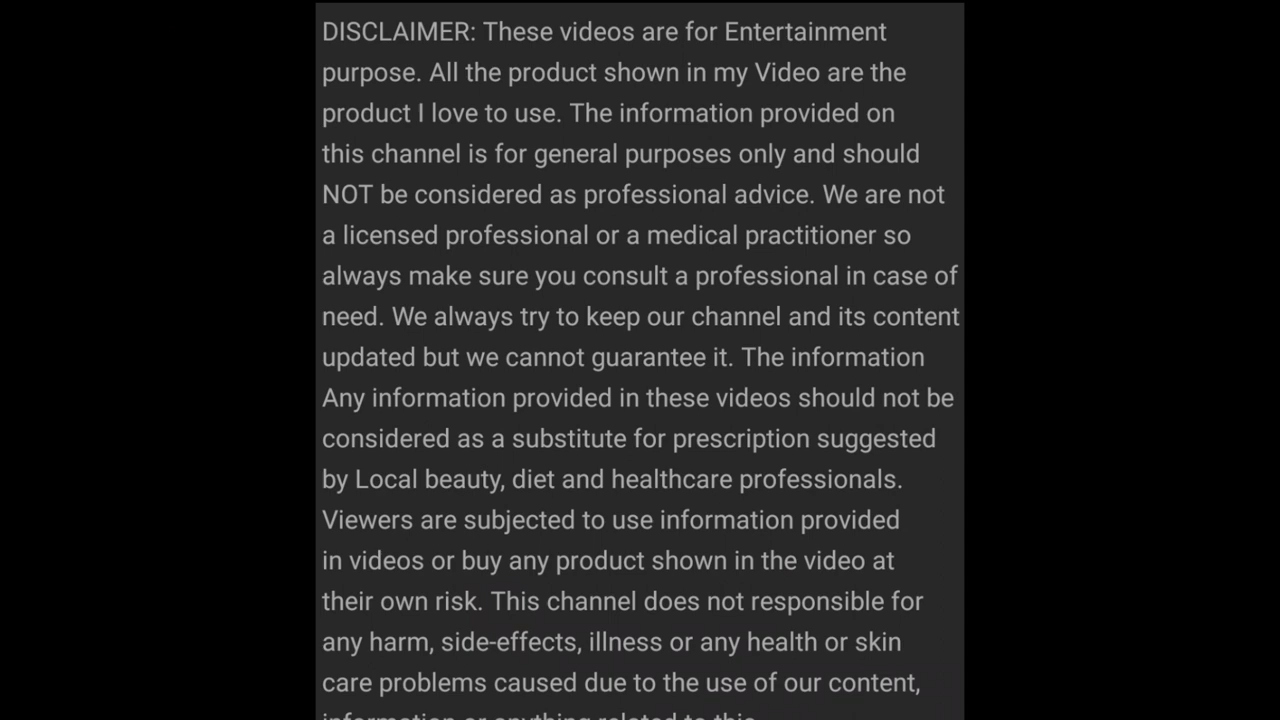 DISCLAIMER: These videos are for Entertainment
purpose. All the product shown in my Video are the
product I love to use. The information provided on
this channel is for general purposes only and should
NOT be considered as professional advice. We are not
a licensed professional or a medical practitioner so
always make sure you consult a professional in case of
need. We always try to keep our channel and its content
updated but we cannot guarantee it. The information
Any information provided in these videos should not be
considered as a substitute for prescription suggested
by Local beauty, diet and healthcare professionals.
Viewers are subjected to use information provided
in videos or buy any product shown in the video at
their own risk. This channel does not responsible for
any harm, side-effects, illness or any health or skin
care problems caused due to the use of our content,
information or anything related to this